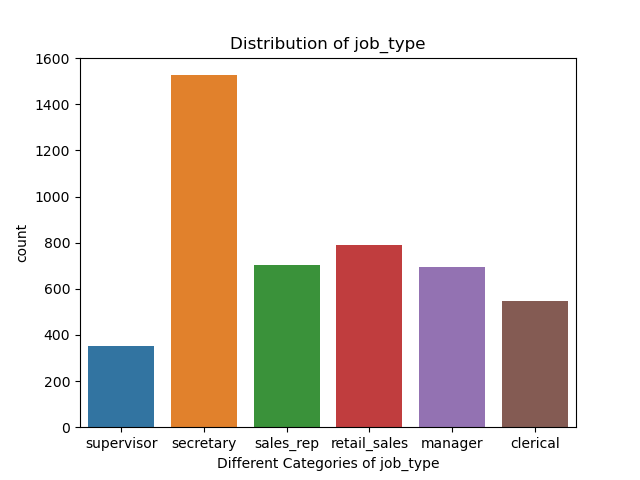 Distribution of job_type
1600
1400
1200
1000
800
600
400
200
0
count
supervisor secretary sales_rep retail_sales manager clerical
Different Categories of job_type